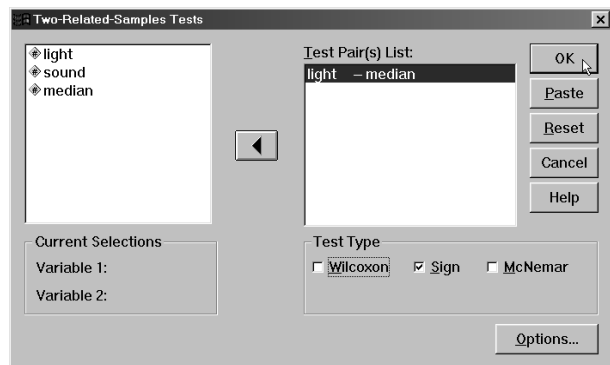 Two-Related-Samples Tests
light
sound
median
Test Pair(s) List:
light – median
OK
Paste
Reset
Cancel
Help
Current Selections
Variable 1:
Variable 2:
Test Type
Wilcoxon Sign McNemar
Options...